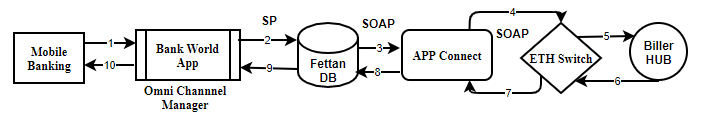 SP
SOAP
4
SOAP
Mobile
Banking
1
10
Bank World
App
2
9
Fettan
DB
3
8
APP Connect
ETH Switch
5
6
7
Biller
HUB
Omni Channnel
Manager